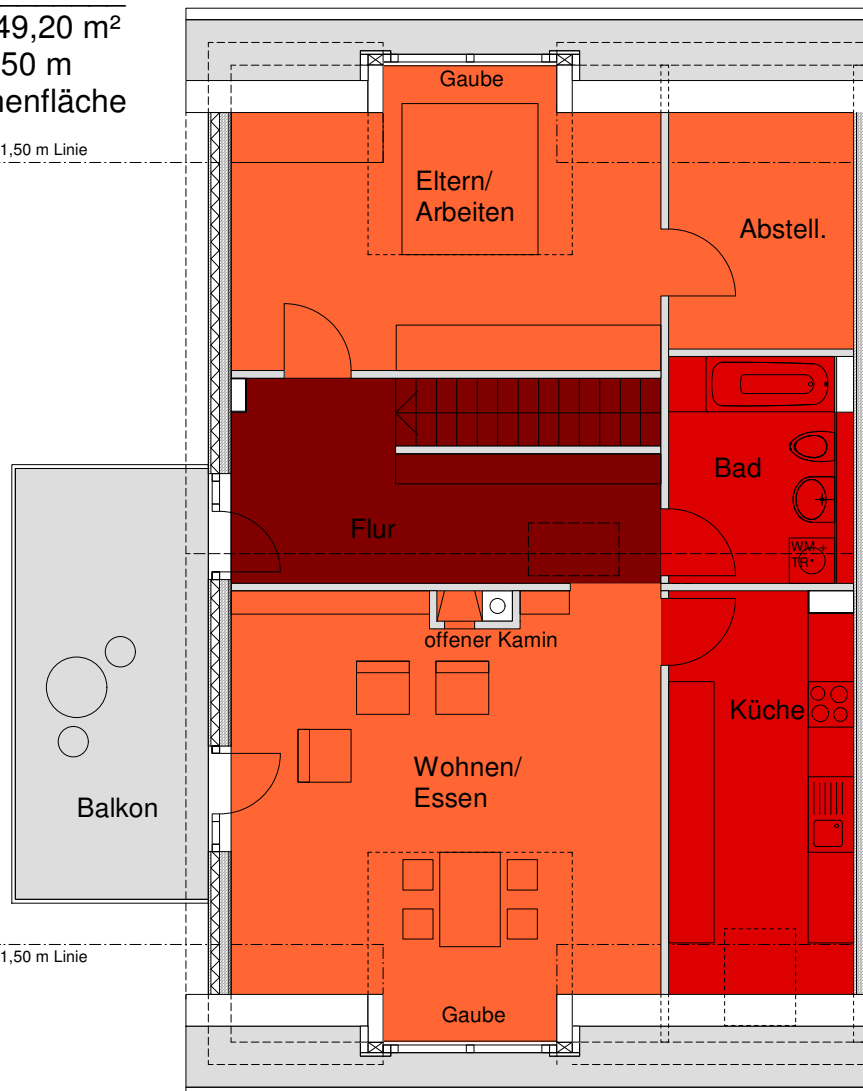 49,20 m²
50 m
nenfläche
1,50 m Linie
Gaube
Eltern/
Arbeiten
Abstell.
Bad
Flur
WM
TR
offener Kamin
Küche
Wohnen/
Essen
Balkon
1,50 m Linie
Gaube